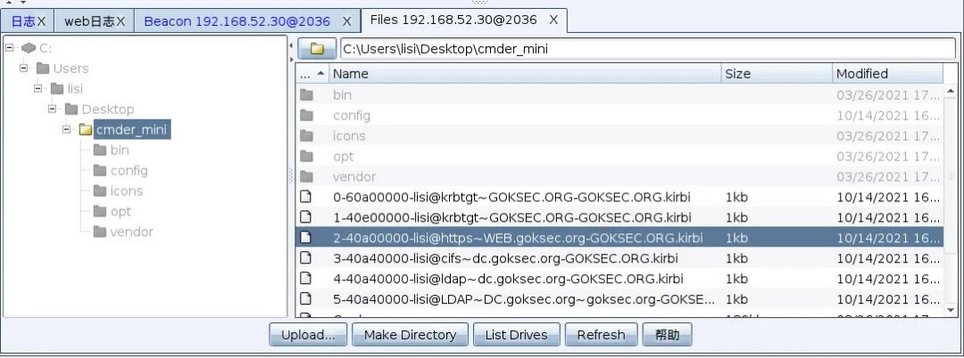 日志X web日志X Beacon 192.168.52.30@2036 X Files 192.168.52.30@2036 X
C:
Users
lisi
Desktop
cmder_mini
bin
config
icons
opt
vendor
C:\Users\lisi\Desktop\cmder_mini
... Name Size Modified
bin 03/26/2021 17...
config 10/14/2021 16...
icons 03/26/2021 17...
opt 03/26/2021 17...
vendor 03/26/2021 17...
0-60a00000-lisi@krbtgt~GOKSEC.ORG-GOKSEC.ORG.kirbi 1kb 10/14/2021 16...
1-40e00000-lisi@krbtgt~GOKSEC.ORG-GOKSEC.ORG.kirbi 1kb 10/14/2021 16...
2-40a00000-lisi@https~WEB.goksec.org-GOKSEC.ORG.kirbi 1kb 10/14/2021 16...
3-40a40000-lisi@cifs~dc.goksec.org-GOKSEC.ORG.kirbi 1kb 10/14/2021 16...
4-40a40000-lisi@ldap~dc.goksec.org-GOKSEC.ORG.kirbi 1kb 10/14/2021 16...
5-40a40000-lisi@LDAP~DC.goksec.org~goksec.org-GOKSE... 1kb 10/14/2021 16...
Upload... Make Directory List Drives Refresh 帮助